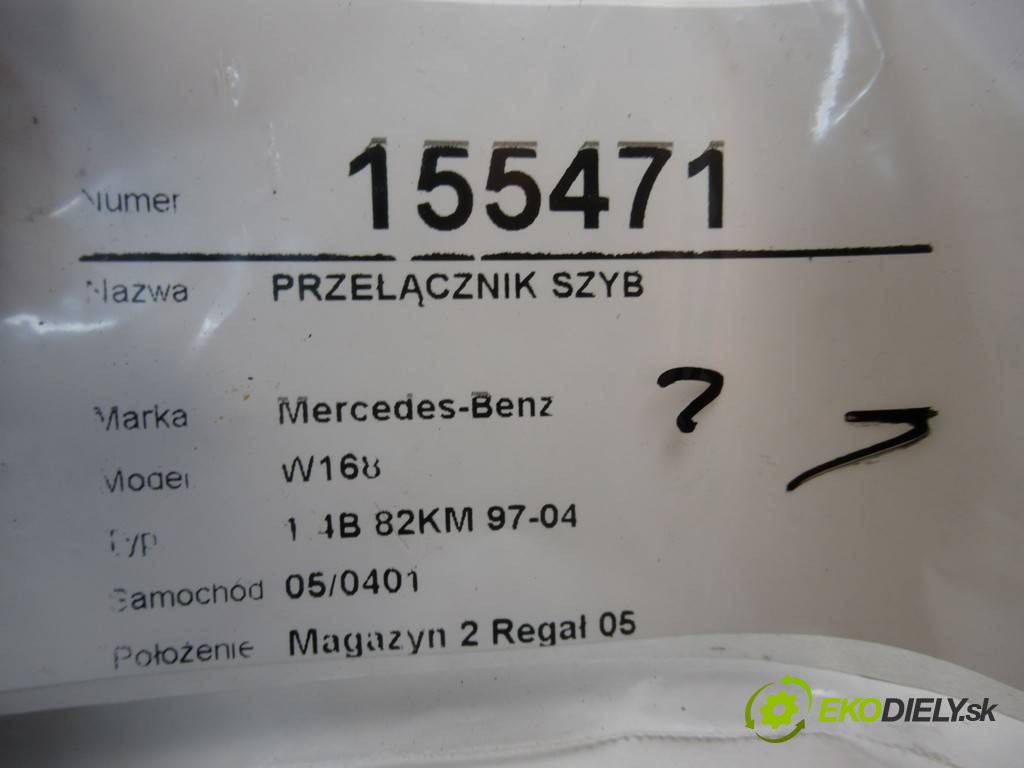 Numer 155471
Nazwa PRZEŁĄCZNIK SZYB
Marka Mercedes-Benz
Model W168
Typ 1.4B 82KM 97-04
Samochód 05/0401
Położenie Magazyn 2 Regał 05
EKODIELY.sk